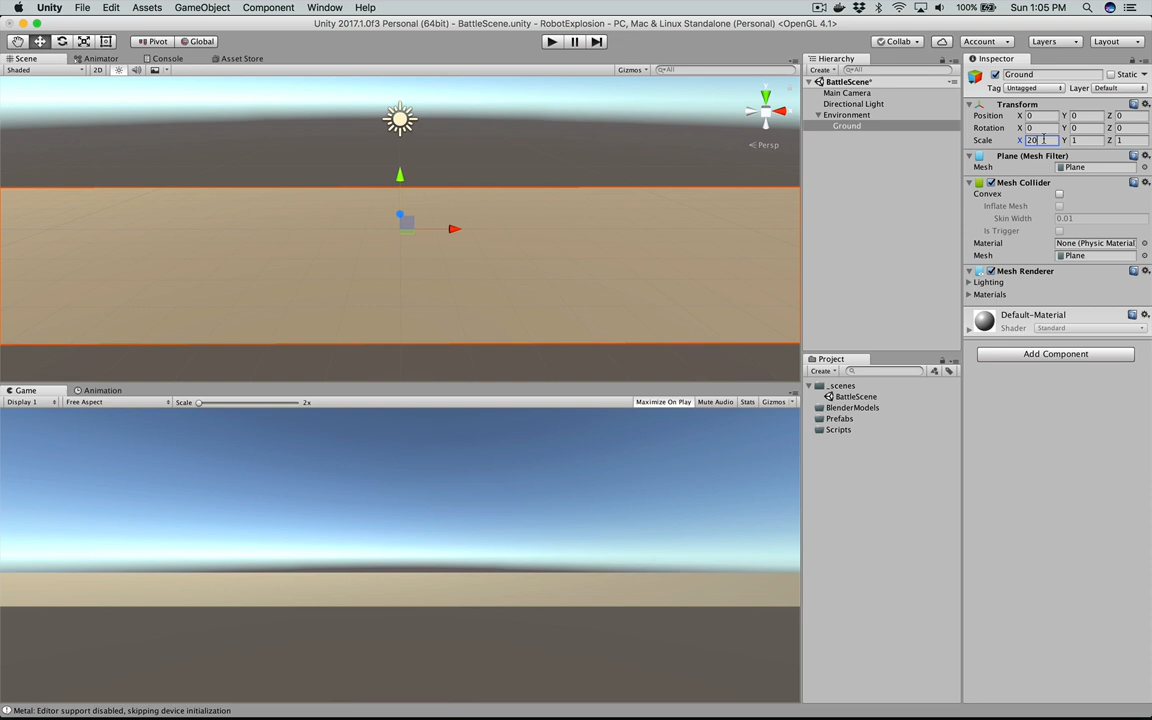 Unity File Edit Assets GameObject Component Window Help 100% Sun 1:05 PM
Unity 2017.1.0f3 Personal (64bit) - BattleScene.unity - RobotExplosion - PC, Mac & Linux Standalone (Personal) <OpenGL 4.1>
Pivot Global Collab Account Layers Layout
Scene Animator Console Asset Store
Shaded 2D Gizmos All
y
Persp
Game Animation
Display 1 Free Aspect Scale 2x Maximize On Play Mute Audio Stats Gizmos
Hierarchy
Create All
BattleScene*
Main Camera
Directional Light
Environment
Ground
Project
Create
_scenes
BattleScene
BlenderModels
Prefabs
Scripts
Inspector
Ground Static
Tag Untagged Layer Default
Transform
Position X 0 Y 0 Z 0
Rotation X 0 Y 0 Z 0
Scale X 20 Y 1 Z 1
Plane (Mesh Filter)
Mesh Plane
Mesh Collider
Convex
Inflate Mesh
Skin Width 0.01
Is Trigger
Material None (Physic Material)
Mesh Plane
Mesh Renderer
Lighting
Materials
Default-Material
Shader Standard
Add Component
Metal: Editor support disabled, skipping device initialization